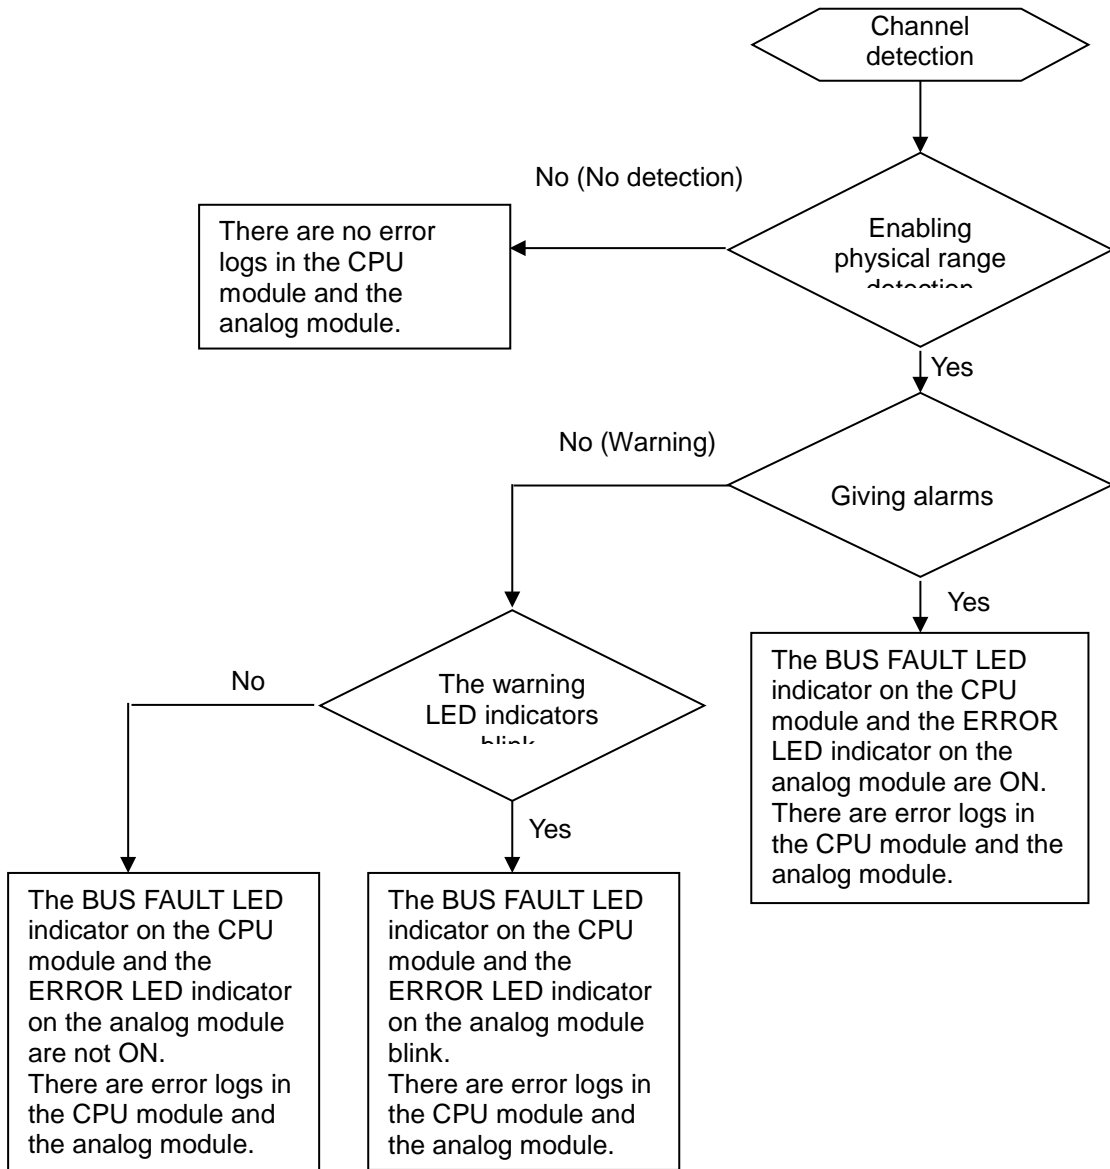 Channel
detection
No (No detection)
There are no error
logs in the CPU
module and the
analog module.
Enabling
physical range
detection
Yes
No (Warning)
Giving alarms
Yes
The BUS FAULT LED
indicator on the CPU
module and the ERROR
LED indicator on the
analog module are ON.
There are error logs in
the CPU module and the
analog module.
No
The warning
LED indicators
blink
Yes
The BUS FAULT LED
indicator on the CPU
module and the
ERROR LED indicator
on the analog module
are not ON.
There are error logs in
the CPU module and
the analog module.
The BUS FAULT LED
indicator on the CPU
module and the
ERROR LED indicator
on the analog module
blink.
There are error logs in
the CPU module and
the analog module.